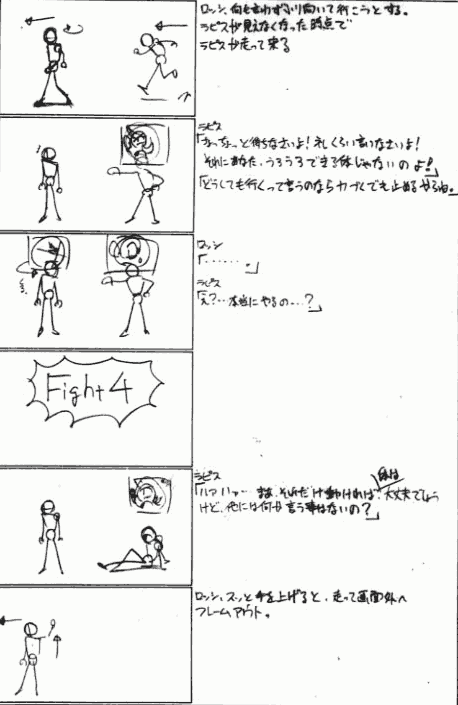 ロッシ、何も言わずふり向いて行こうとする。
ラピスが見えなくなった時点で
ラピスが走って来る
ラピス
「ちょ、ちょっと待ちなさいよ！礼くらい言いなさいよ！
それにあなた、うろうろできる体じゃないのよ！」
「どうしても行くって言うのなら力づくでも止めるからね。」
ロッシ
「‥‥‥。」
ラピス
「え？‥本当にやるの‥‥？」
Fight 4
ラピス
「ハァハァ‥まぁ、それだけ動ければ、体は大丈夫でしょう
けど、他には何か言う事はないの？」
ロッシ、スッと手を上げると、走って画面外へ
フレームアウト。